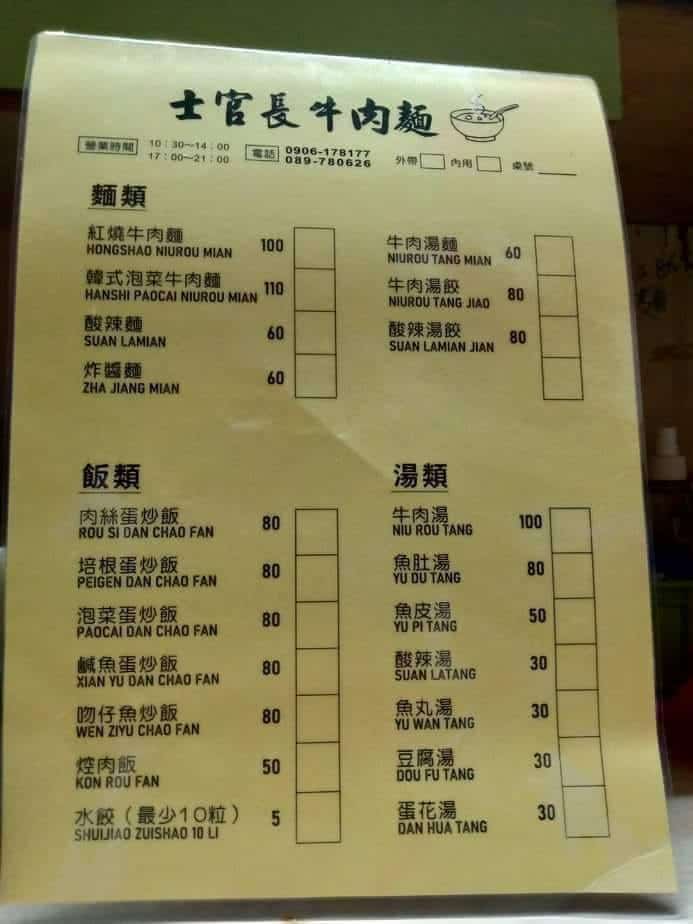 士官長牛肉麵
營業時間 10:30~14:00 電話 0906-178177 外帶 內用 桌號
17:00~21:00 089-780626
麵類
紅燒牛肉麵
HONGSHAO NIUROU MIAN 100
韓式泡菜牛肉麵
HANSHI PAOCAI NIUROU MIAN 110
酸辣麵
SUAN LAMIAN 60
炸醬麵
ZHA JIANG MIAN 60
牛肉湯麵
NIUROU TANG MIAN 60
牛肉湯餃
NIUROU TANG JIAO 80
酸辣湯餃
SUAN LAMIAN JIAN 80
飯類
肉絲蛋炒飯
ROU SI DAN CHAO FAN 80
培根蛋炒飯
PEIGEN DAN CHAO FAN 80
泡菜蛋炒飯
PAOCAI DAN CHAO FAN 80
鹹魚蛋炒飯
XIAN YU DAN CHAO FAN 80
吻仔魚炒飯
WEN ZIYU CHAO FAN 80
焢肉飯
KON ROU FAN 50
水餃（最少10粒）
SHUIJIAO ZUISHAO 10 LI 5
湯類
牛肉湯
NIU ROU TANG 100
魚肚湯
YU DU TANG 80
魚皮湯
YU PI TANG 50
酸辣湯
SUAN LATANG 30
魚丸湯
YU WAN TANG 30
豆腐湯
DOU FU TANG 30
蛋花湯
DAN HUA TANG 30